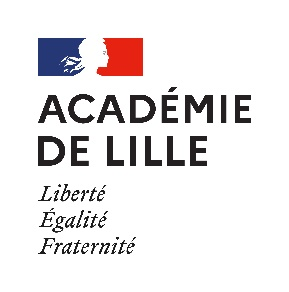 ACADÉMIE
DE LILLE
Liberté
Égalité
Fraternité